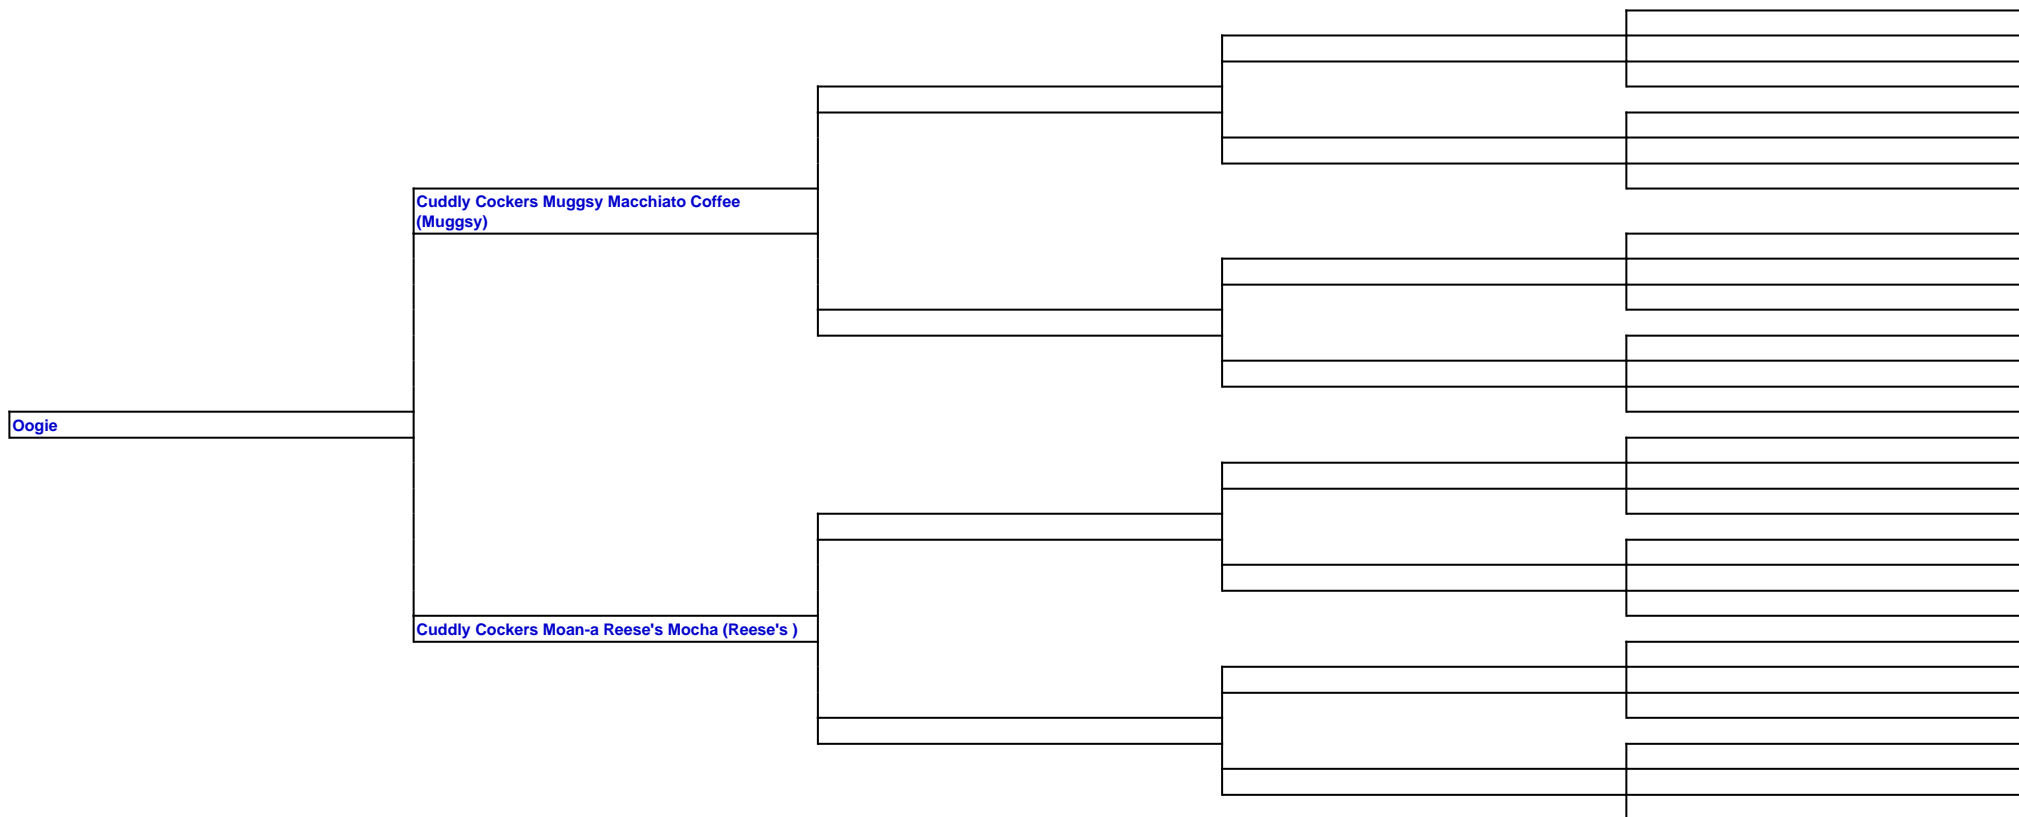 Cuddly Cockers Muggsy Macchiato Coffee
(Muggsy)
Oogie
Cuddly Cockers Moan-a Reese's Mocha (Reese's )